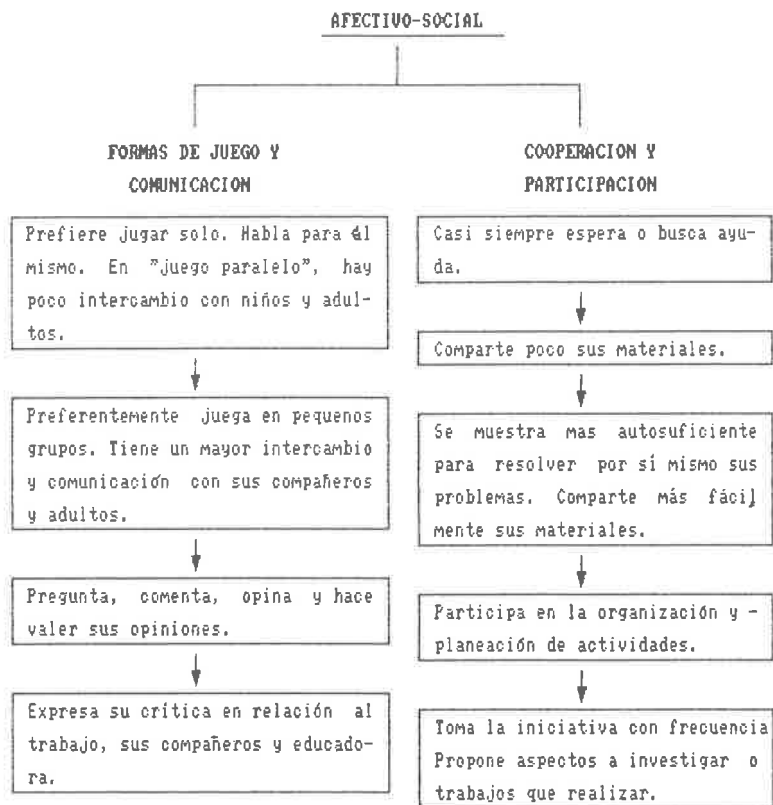 AFECTIVO-SOCIAL
FORMAS DE JUEGO Y
COMUNICACION
Prefiere jugar solo. Habla para él
mismo. En "juego paralelo", hay
poco intercambio con niños y adul-
tos.
Preferentemente juega en pequenos
grupos. Tiene un mayor intercambio
y comunicación con sus compañeros
y adultos.
Pregunta, comenta, opina y hace
valer sus opiniones.
Expresa su crítica en relación al
trabajo, sus compañeros y educado-
ra.
COOPERACION Y
PARTICIPACION
Casi siempre espera o busca ayu-
da.
Comparte poco sus materiales.
Se muestra mas autosuficiente
para resolver por sí mismo sus
problemas. Comparte más fácil
mente sus materiales.
Participa en la organización y -
planeación de actividades.
Toma la iniciativa con frecuencia
Propone aspectos a investigar o
trabajos que realizar.